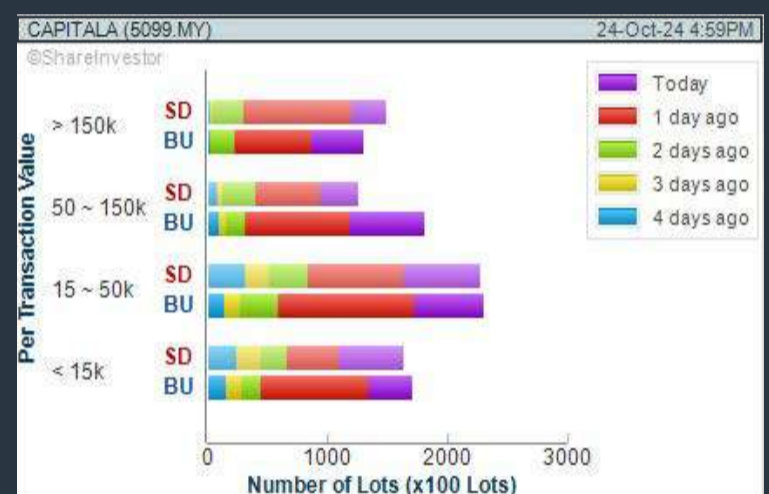 CAPITALA (5099.MY) 24-Oct-24 4:59PM
©ShareInvestor
Today
1 day ago
2 days ago
3 days ago
4 days ago
Per Transaction Value
> 150k
SD
BU
50 ~ 150k
SD
BU
15 ~ 50k
SD
BU
< 15k
SD
BU
0 1000 2000 3000
Number of Lots (x100 Lots)